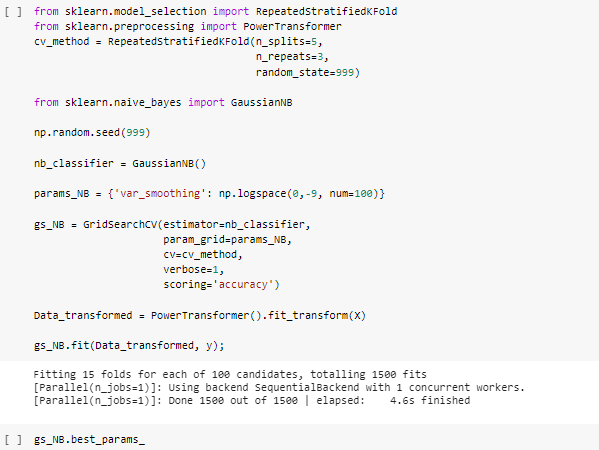 [ ] from sklearn.model_selection import RepeatedStratifiedKFold
from sklearn.preprocessing import PowerTransformer
cv_method = RepeatedStratifiedKFold(n_splits=5,
n_repeats=3,
random_state=999)
from sklearn.naive_bayes import GaussianNB
np.random.seed(999)
nb_classifier = GaussianNB()
params_NB = {'var_smoothing': np.logspace(0,-9, num=100)}
gs_NB = GridSearchCV(estimator=nb_classifier,
param_grid=params_NB,
cv=cv_method,
verbose=1,
scoring='accuracy')
Data_transformed = PowerTransformer().fit_transform(X)
gs_NB.fit(Data_transformed, y);
Fitting 15 folds for each of 100 candidates, totalling 1500 fits
[Parallel(n_jobs=1)]: Using backend SequentialBackend with 1 concurrent workers.
[Parallel(n_jobs=1)]: Done 1500 out of 1500 | elapsed: 4.6s finished
[ ] gs_NB.best_params_